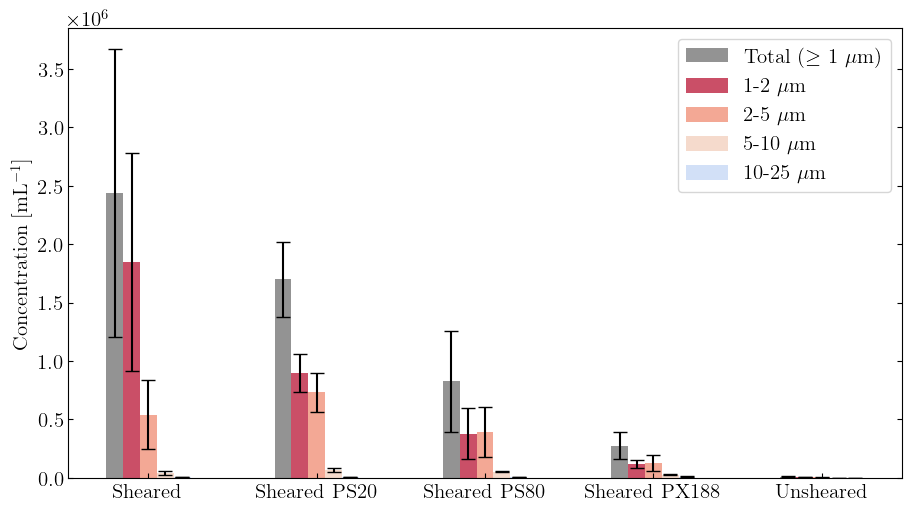 ×10⁶
3.5
3.0
2.5
2.0
1.5
1.0
0.5
0.0
Concentration [mL⁻¹]
Total (≥ 1 μm)
1-2 μm
2-5 μm
5-10 μm
10-25 μm
Sheared Sheared PS20 Sheared PS80 Sheared PX188 Unsheared